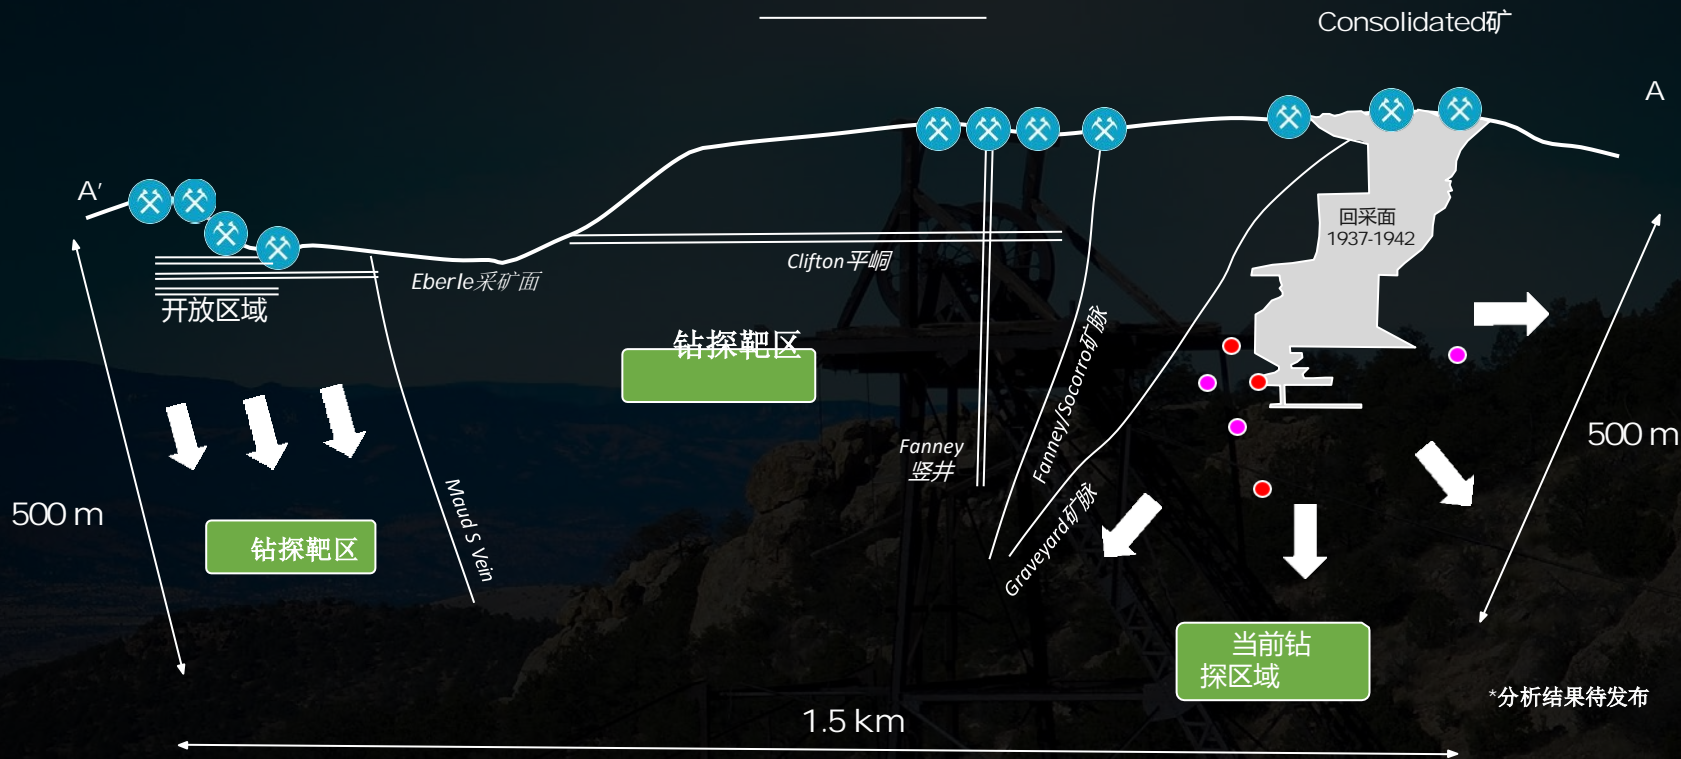 Consolidated矿
A
A'
回采面
1937-1942
Clifton平峒
Eberle采矿面
开放区域
钻探靶区
Fanney/Socorro矿脉
500 m
Fanney
竖井
Maud S Vein
500 m
Graveyard矿脉
钻探靶区
当前钻
探区域
*分析结果待发布
1.5 km